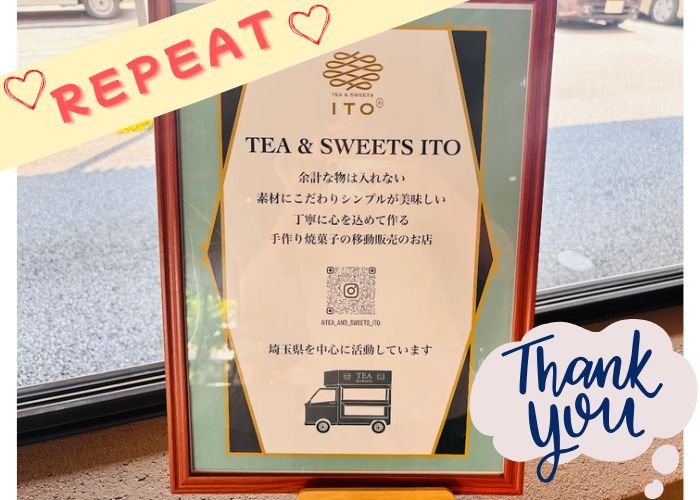 ♡REPEAT♡
TEA & SWEETS
ITO®
TEA & SWEETS ITO
余計な物は入れない
素材にこだわりシンプルが美味しい
丁寧に心を込めて作る
手作り焼菓子の移動販売のお店
@TEA_AND_SWEETS_ITO
埼玉県を中心に活動しています
TEA
Thank
you